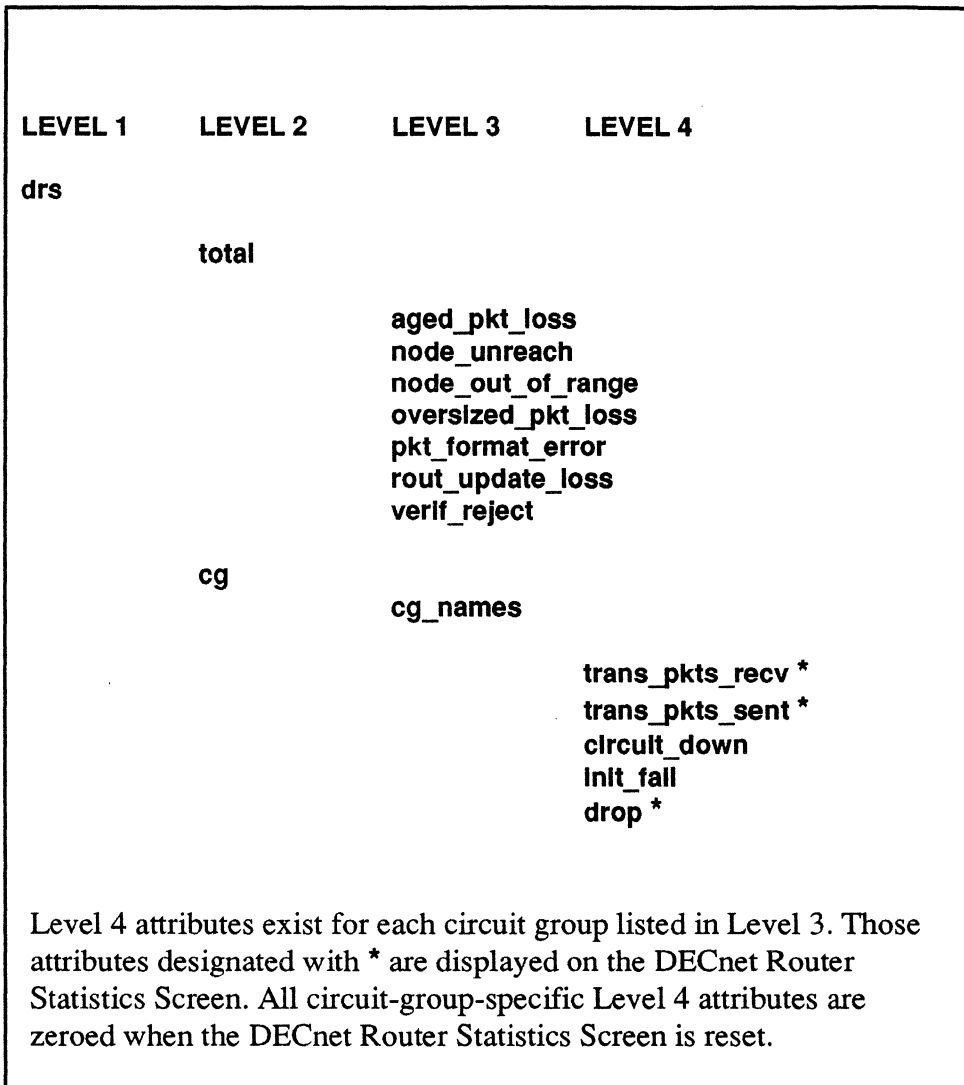 LEVEL 1 LEVEL 2 LEVEL 3 LEVEL 4
drs
total
aged_pkt_loss
node_unreach
node_out_of_range
oversized_pkt_loss
pkt_format_error
rout_update_loss
verif_reject
cg
cg_names
trans_pkts_recv *
trans_pkts_sent *
circuit_down
init_fail
drop *
Level 4 attributes exist for each circuit group listed in Level 3. Those
attributes designated with * are displayed on the DECnet Router
Statistics Screen. All circuit-group-specific Level 4 attributes are
zeroed when the DECnet Router Statistics Screen is reset.